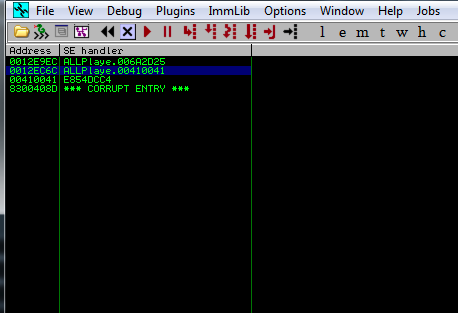 File View Debug Plugins ImmLib Options Window Help Jobs
l e m t w h c
Address SE handler
0012E9EC ALLPlaye.006A2D25
0012EC6C ALLPlaye.00410041
00410041 E854DCC4
8300408D *** CORRUPT ENTRY ***